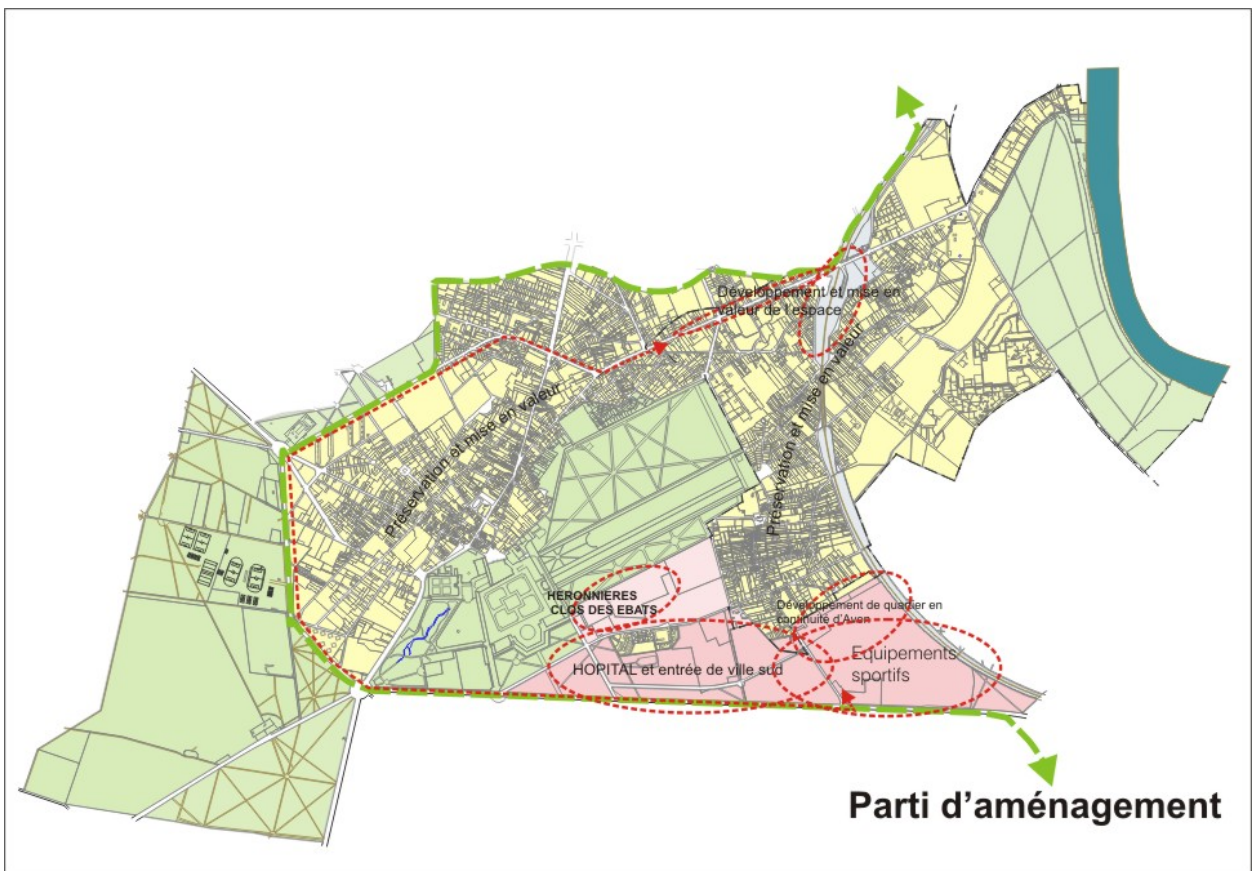 Développement et mise en
valeur de l'espace
Préservation et mise en valeur
Préservation et mise en valeur
HERONNIERES
CLOS DES EBATS
Développement de quartier en
continuité d'Avon
HOPITAL et entrée de ville sud
Equipements
sportifs
Parti d'aménagement